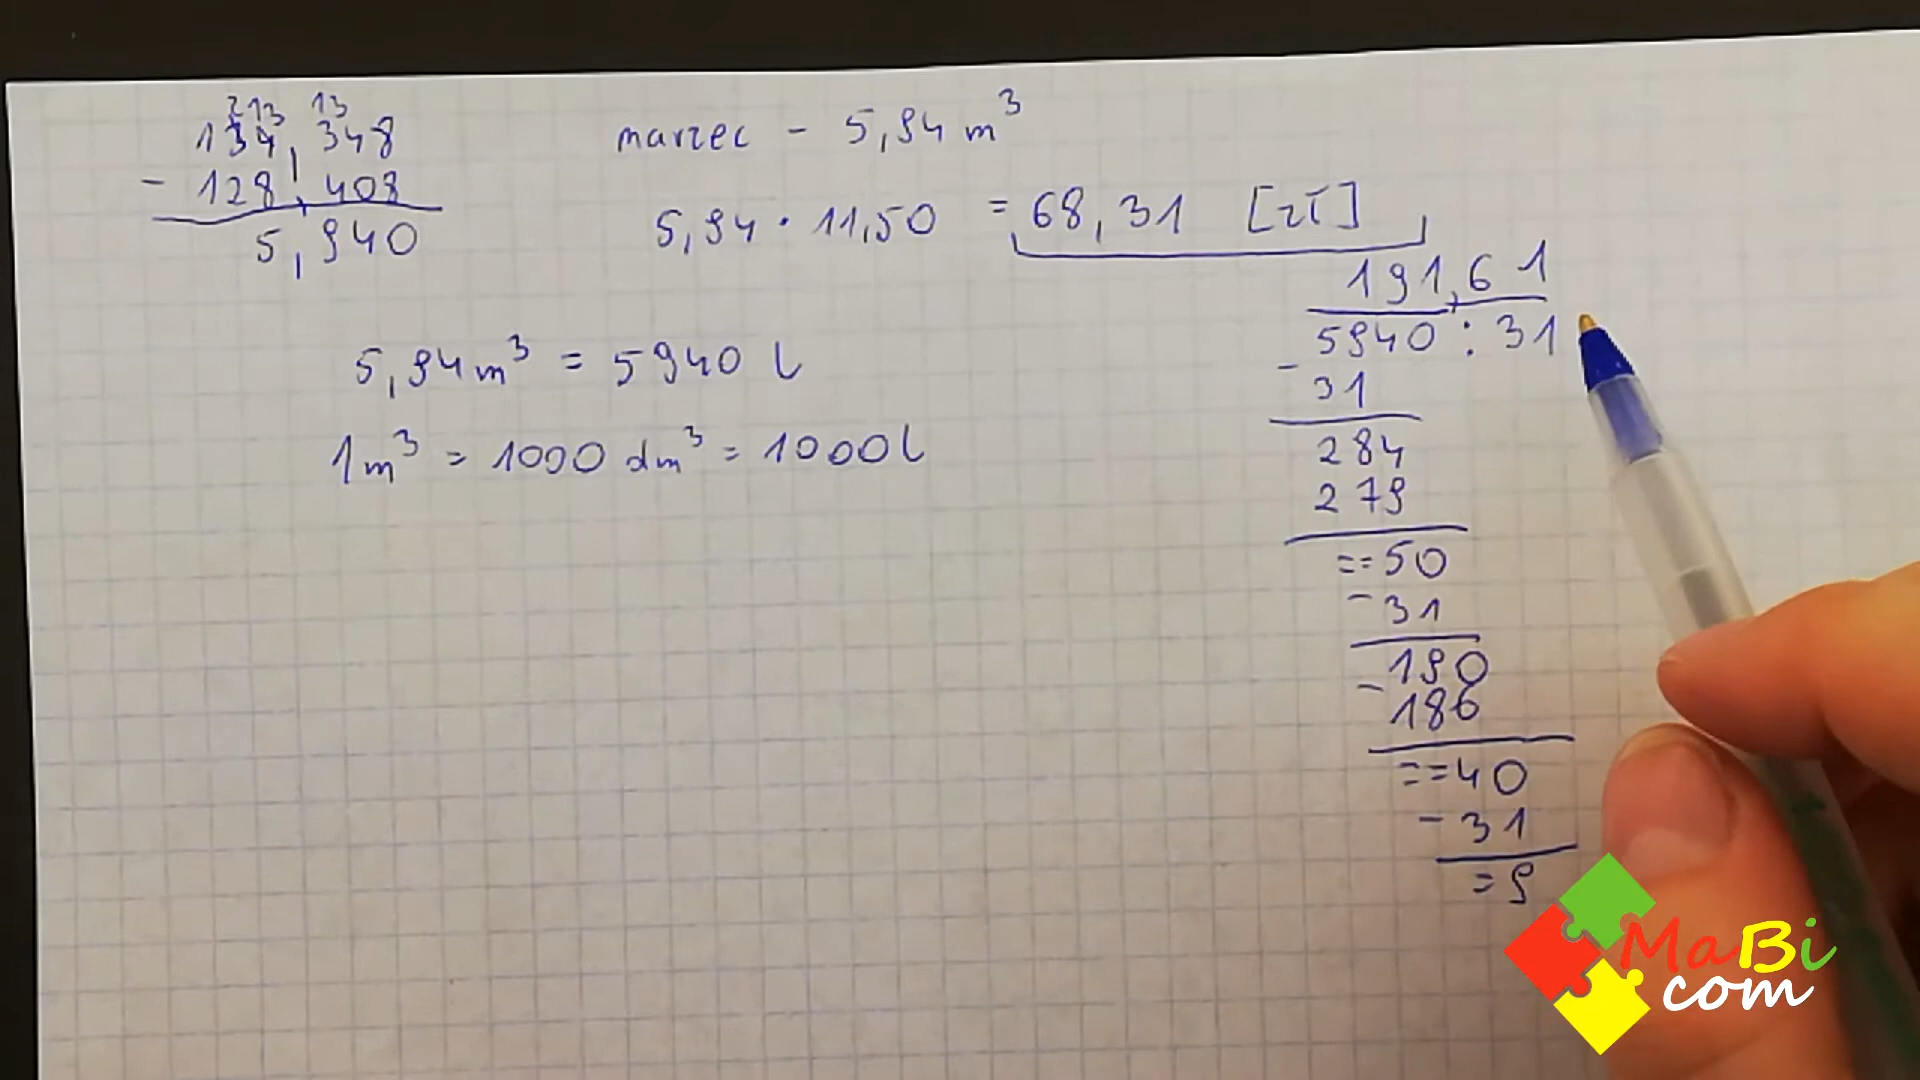 213 13
134,348
- 128,408
5,940
marzec - 5,94 m³
5,94 · 11,50 = 68,31 [zł]
5,94 m³ = 5940 l
1 m³ = 1000 dm³ = 1000 l
191,61
5940 : 31
- 31
284
279
==50
- 31
190
- 186
==40
- 31
=9
MaBi
com